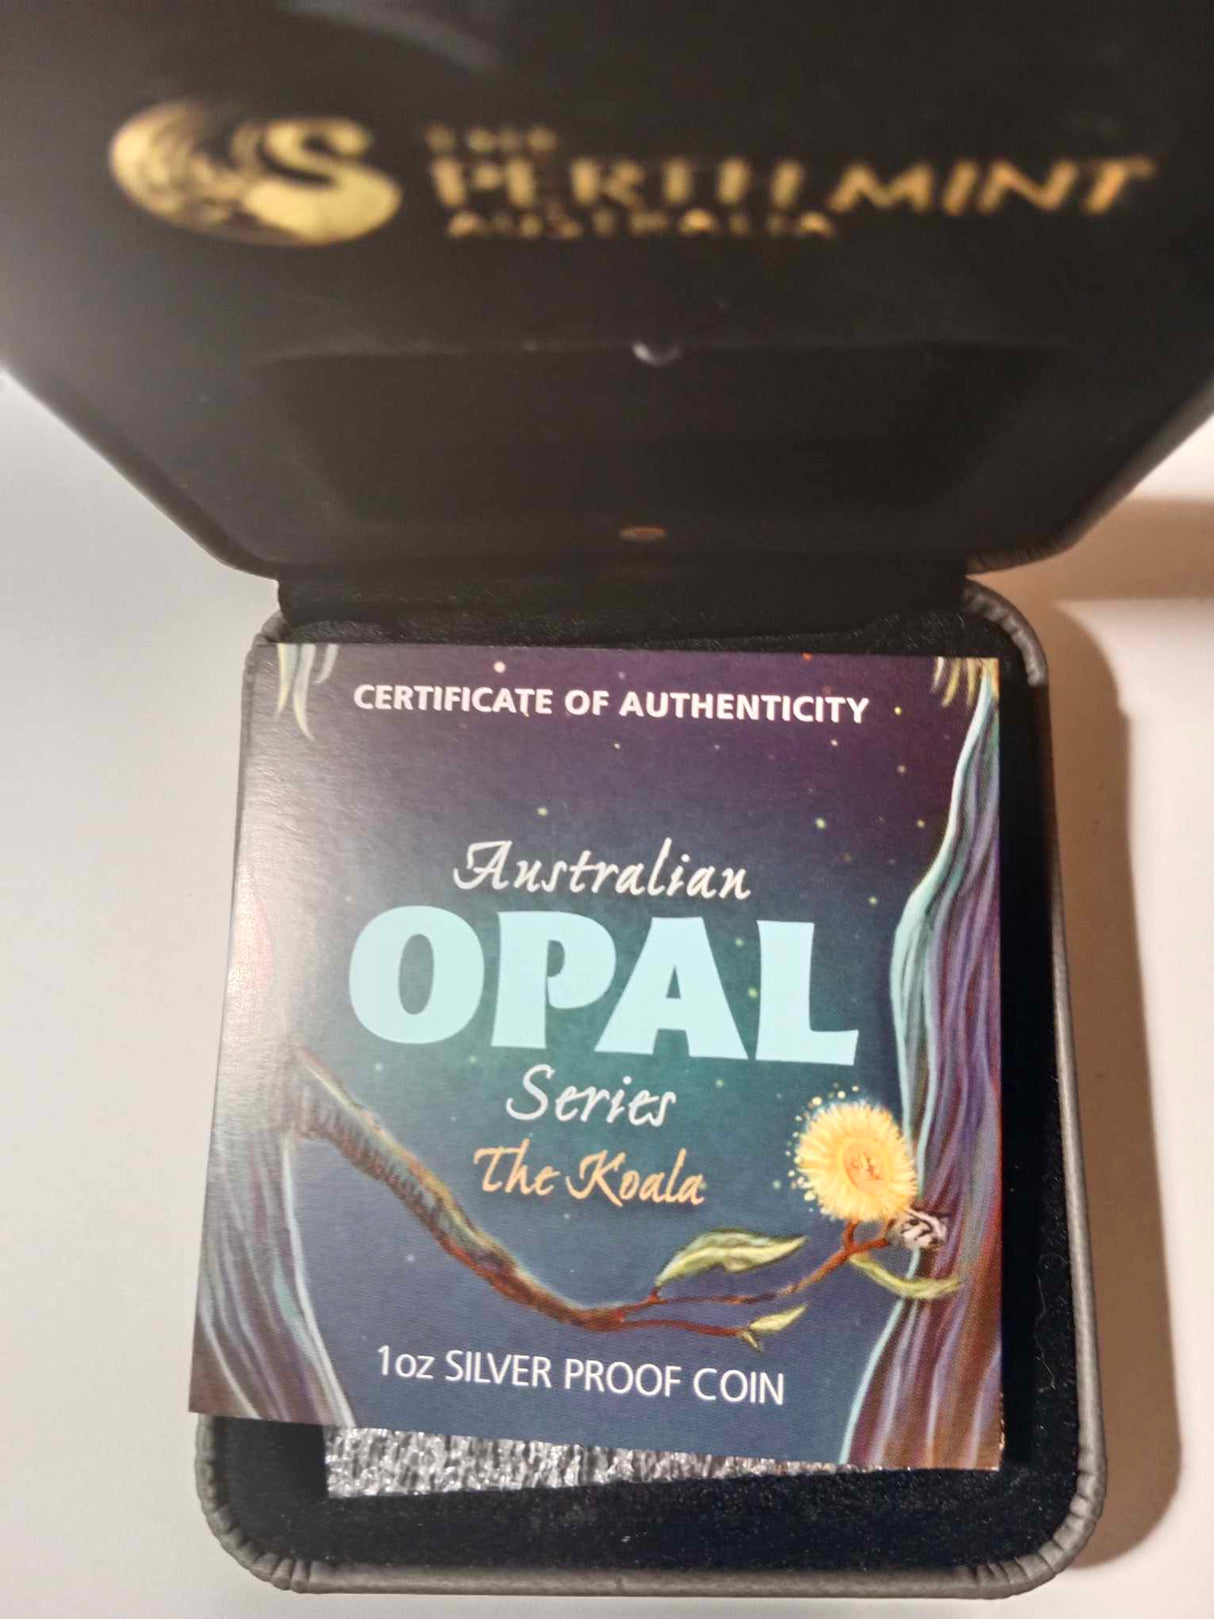 THE
PERTH MINT
AUSTRALIA
CERTIFICATE OF AUTHENTICITY
Australian
OPAL
Series
The Koala
1oz SILVER PROOF COIN